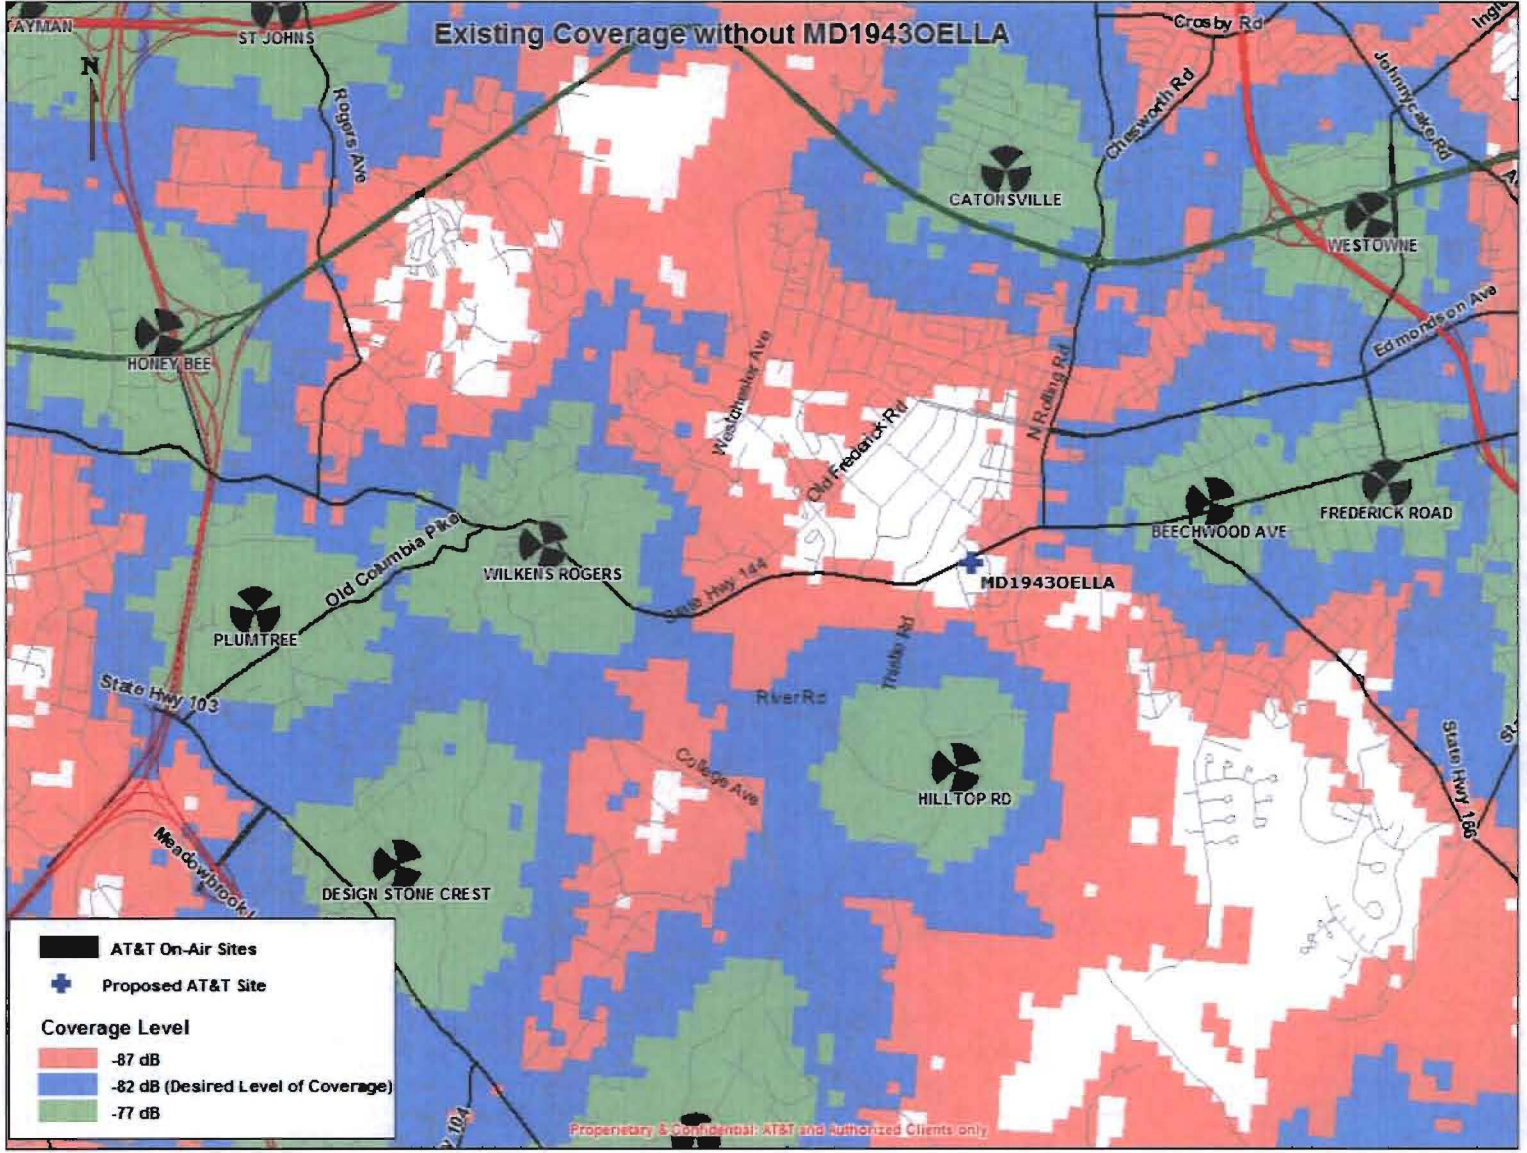 AYMAN
ST JOHNS
Existing Coverage without MD1943OELLA
Crosby Rd
N
Rogers Ave
Chesworth Rd
Johnnycake Rd
CATONSVILLE
WESTOWNE
HONEY BEE
Edmondson Ave
Westchester Ave
N Rolling Rd
Old Frederick Rd
FREDERICK ROAD
BEECHWOOD AVE
Old Columbia Pike
WILKENS ROGERS
State Hwy 144
MD1943OELLA
PLUMTREE
State Hwy 103
River Rd
College Ave
HILLTOP RD
State Hwy 166
Meadowbrook
DESIGN STONE CREST
AT&T On-Air Sites
Proposed AT&T Site
Coverage Level
-87 dB
-82 dB (Desired Level of Coverage)
-77 dB
104
Properietary & Confidential: AT&T and Authorized Clients only